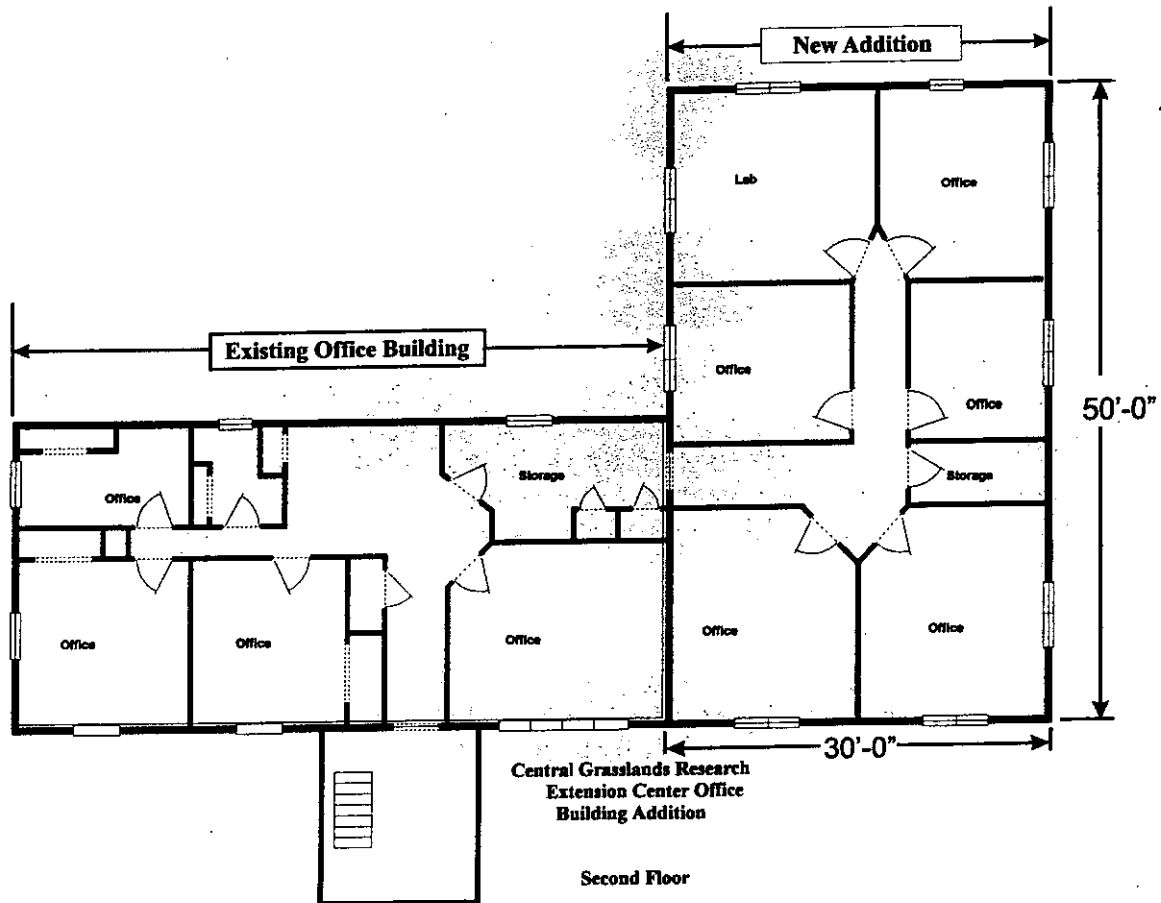 New Addition
Lab
Office
Existing Office Building
Office
Office
50'-0"
Office
Storage
Storage
Office
Office
Office
Office
Office
Office
30'-0"
Central Grasslands Research
Extension Center Office
Building Addition
Second Floor